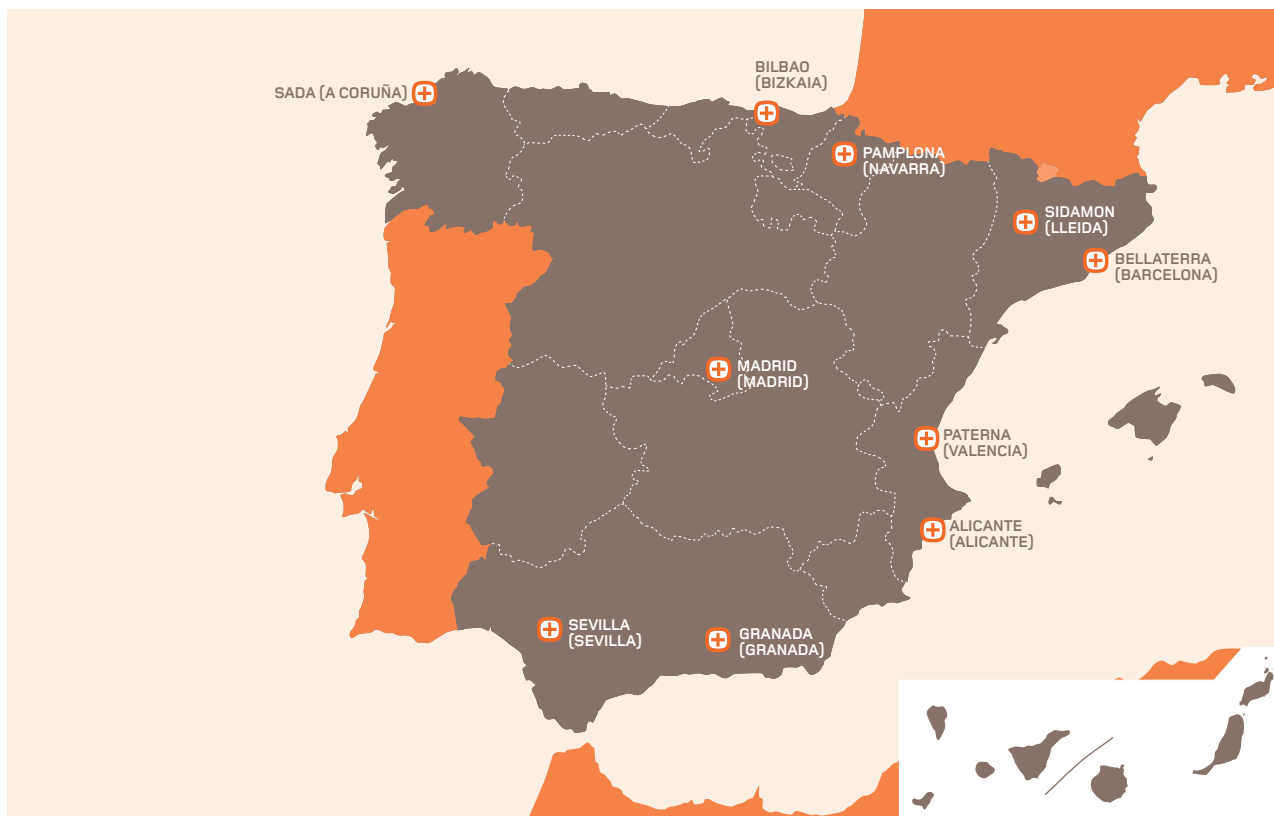 BILBAO
(BIZKAIA)
SADA (A CORUÑA)
PAMPLONA
(NAVARRA)
SIDAMON
(LLEIDA)
BELLATERRA
(BARCELONA)
MADRID
(MADRID)
PATERNA
(VALENCIA)
ALICANTE
(ALICANTE)
SEVILLA
(SEVILLA)
GRANADA
(GRANADA)